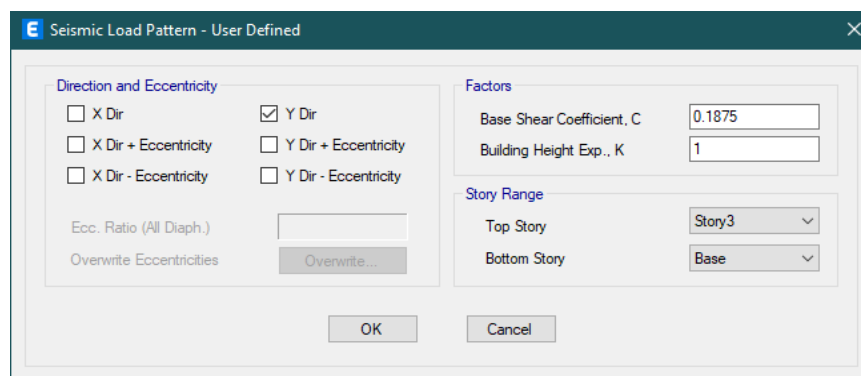 E Seismic Load Pattern - User Defined
Direction and Eccentricity
X Dir
Y Dir
X Dir + Eccentricity
Y Dir + Eccentricity
X Dir - Eccentricity
Y Dir - Eccentricity
Ecc. Ratio (All Diaph.)
Overwrite Eccentricities
Overwrite...
Factors
Base Shear Coefficient, C
0.1875
Building Height Exp., K
1
Story Range
Top Story
Story3
Bottom Story
Base
OK
Cancel